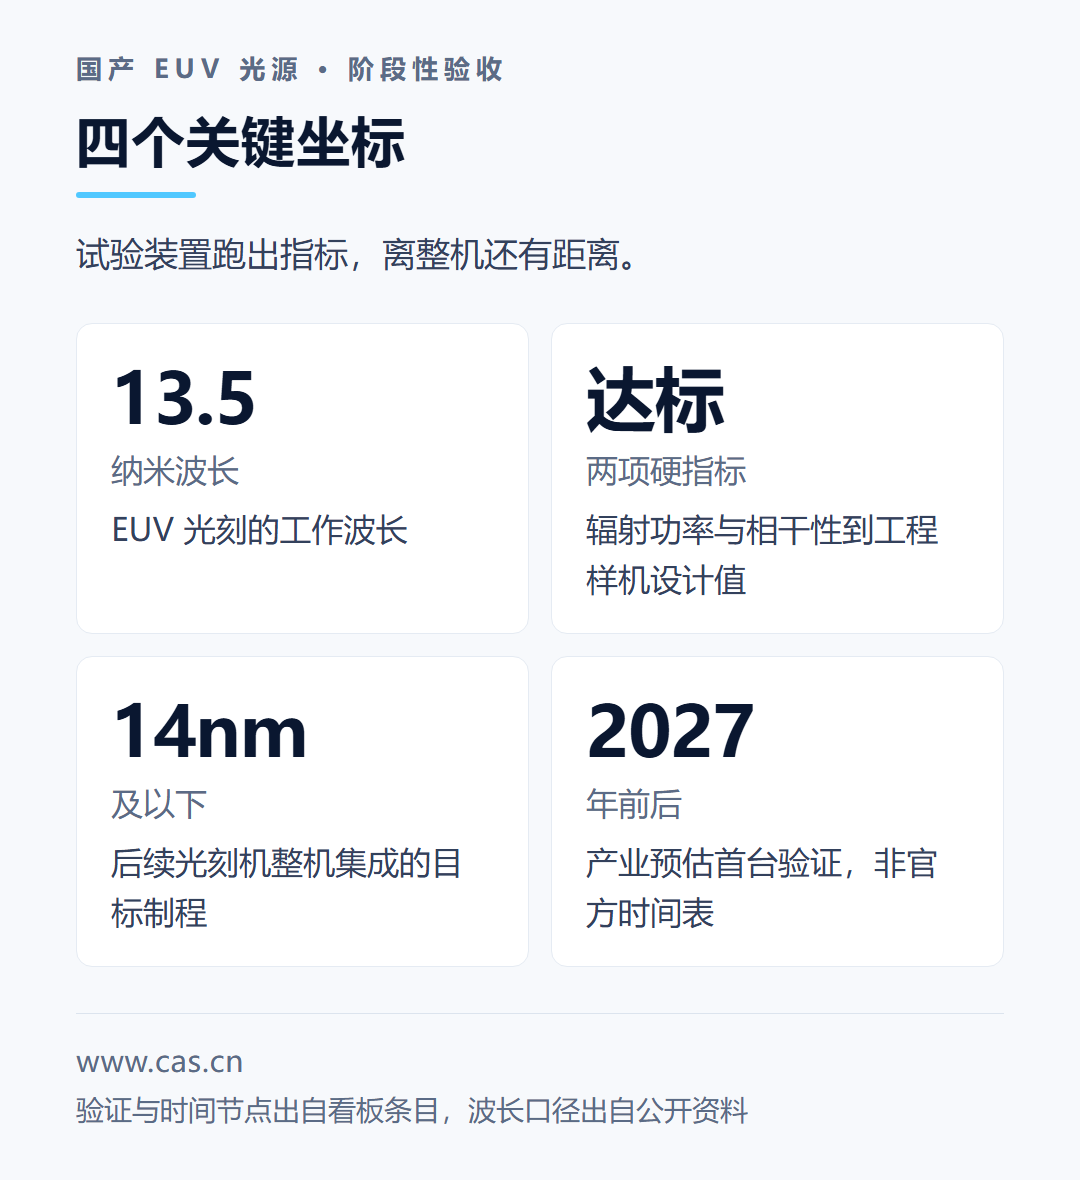 国产 EUV 光源 · 阶段性验收
四个关键坐标
试验装置跑出指标，离整机还有距离。
13.5
纳米波长
EUV 光刻的工作波长
达标
两项硬指标
辐射功率与相干性到工程
样机设计值
14nm
及以下
后续光刻机整机集成的目
标制程
2027
年前后
产业预估首台验证，非官
方时间表
www.cas.cn
验证与时间节点出自看板条目，波长口径出自公开资料